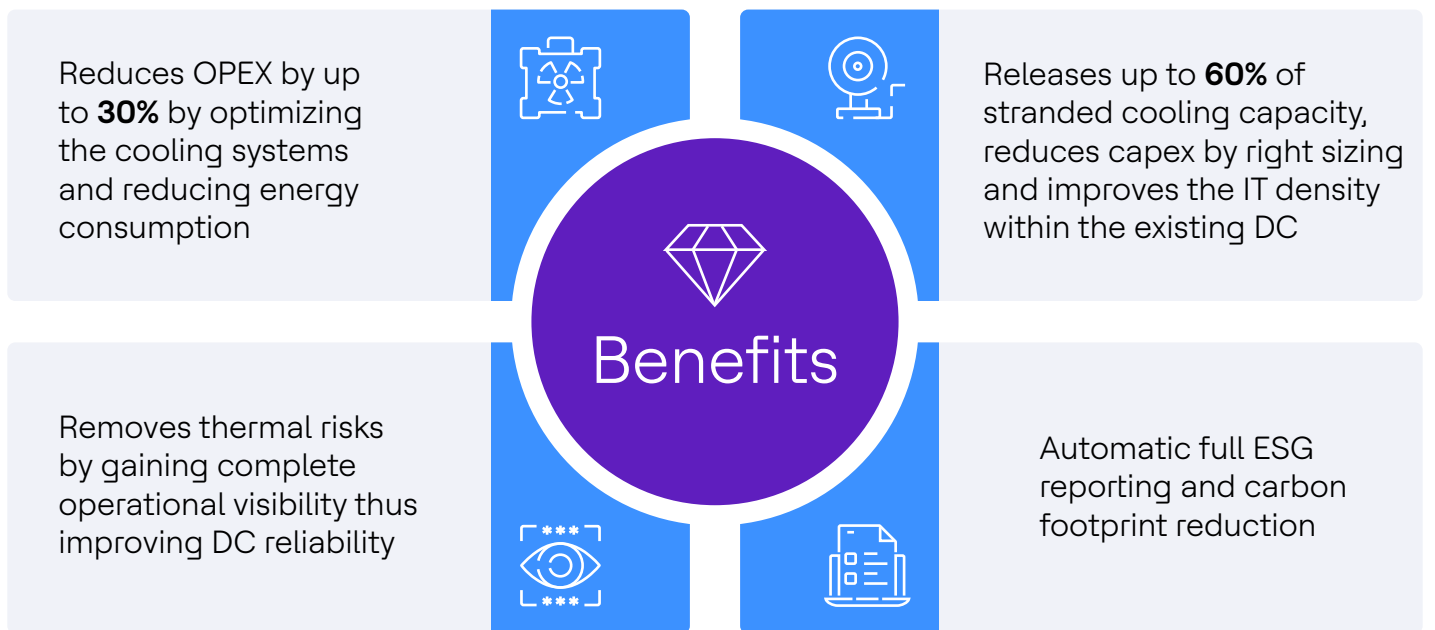 Reduces OPEX by up
to 30% by optimizing
the cooling systems
and reducing energy
consumption
Releases up to 60% of
stranded cooling capacity,
reduces capex by right sizing
and improves the IT density
within the existing DC
Benefits
Removes thermal risks
by gaining complete
operational visibility thus
improving DC reliability
Automatic full ESG
reporting and carbon
footprint reduction